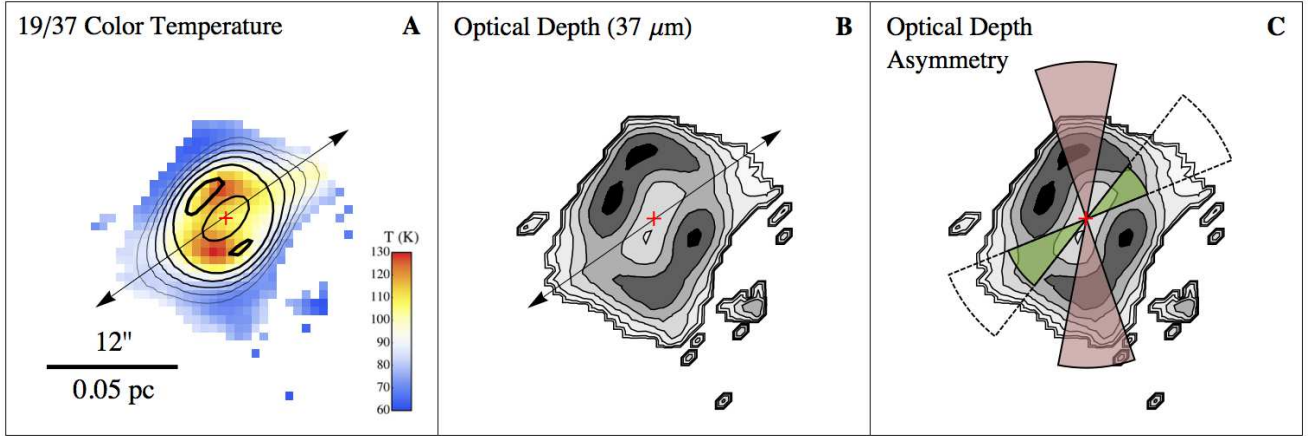 19/37 Color Temperature
A
12"
0.05 pc
T (K)
130
120
110
100
90
80
70
60
Optical Depth (37 μm)
B
Optical Depth
Asymmetry
C